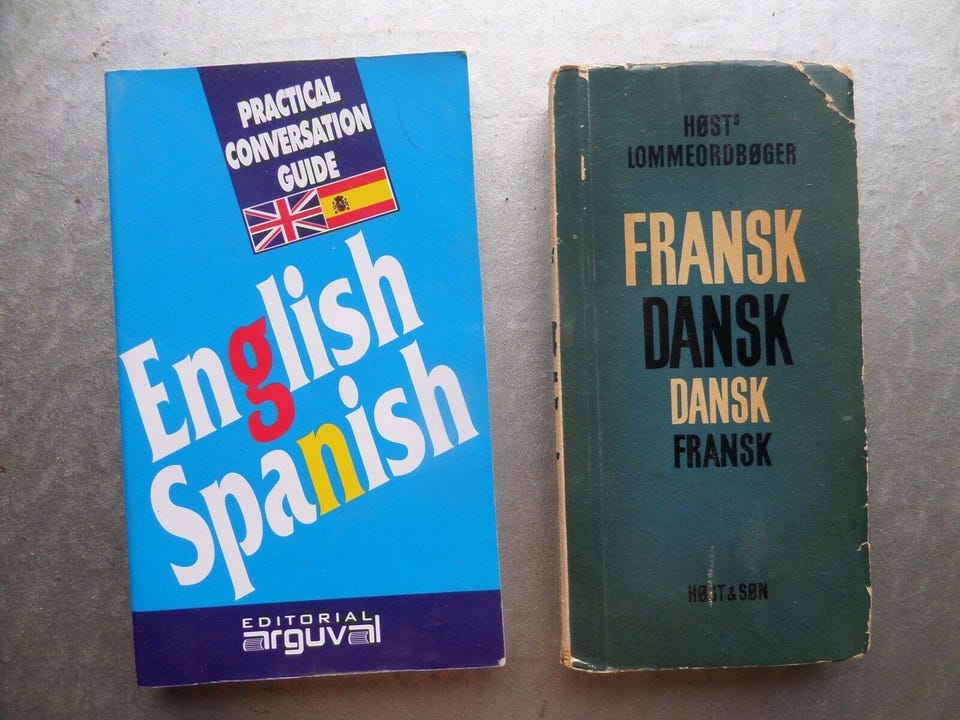 PRACTICAL
CONVERSATION
GUIDE
English
Spanish
EDITORIAL
arguval
HØSTS
LOMMEORDBØGER
FRANSK
DANSK
DANSK
FRANSK
HØST & SØN